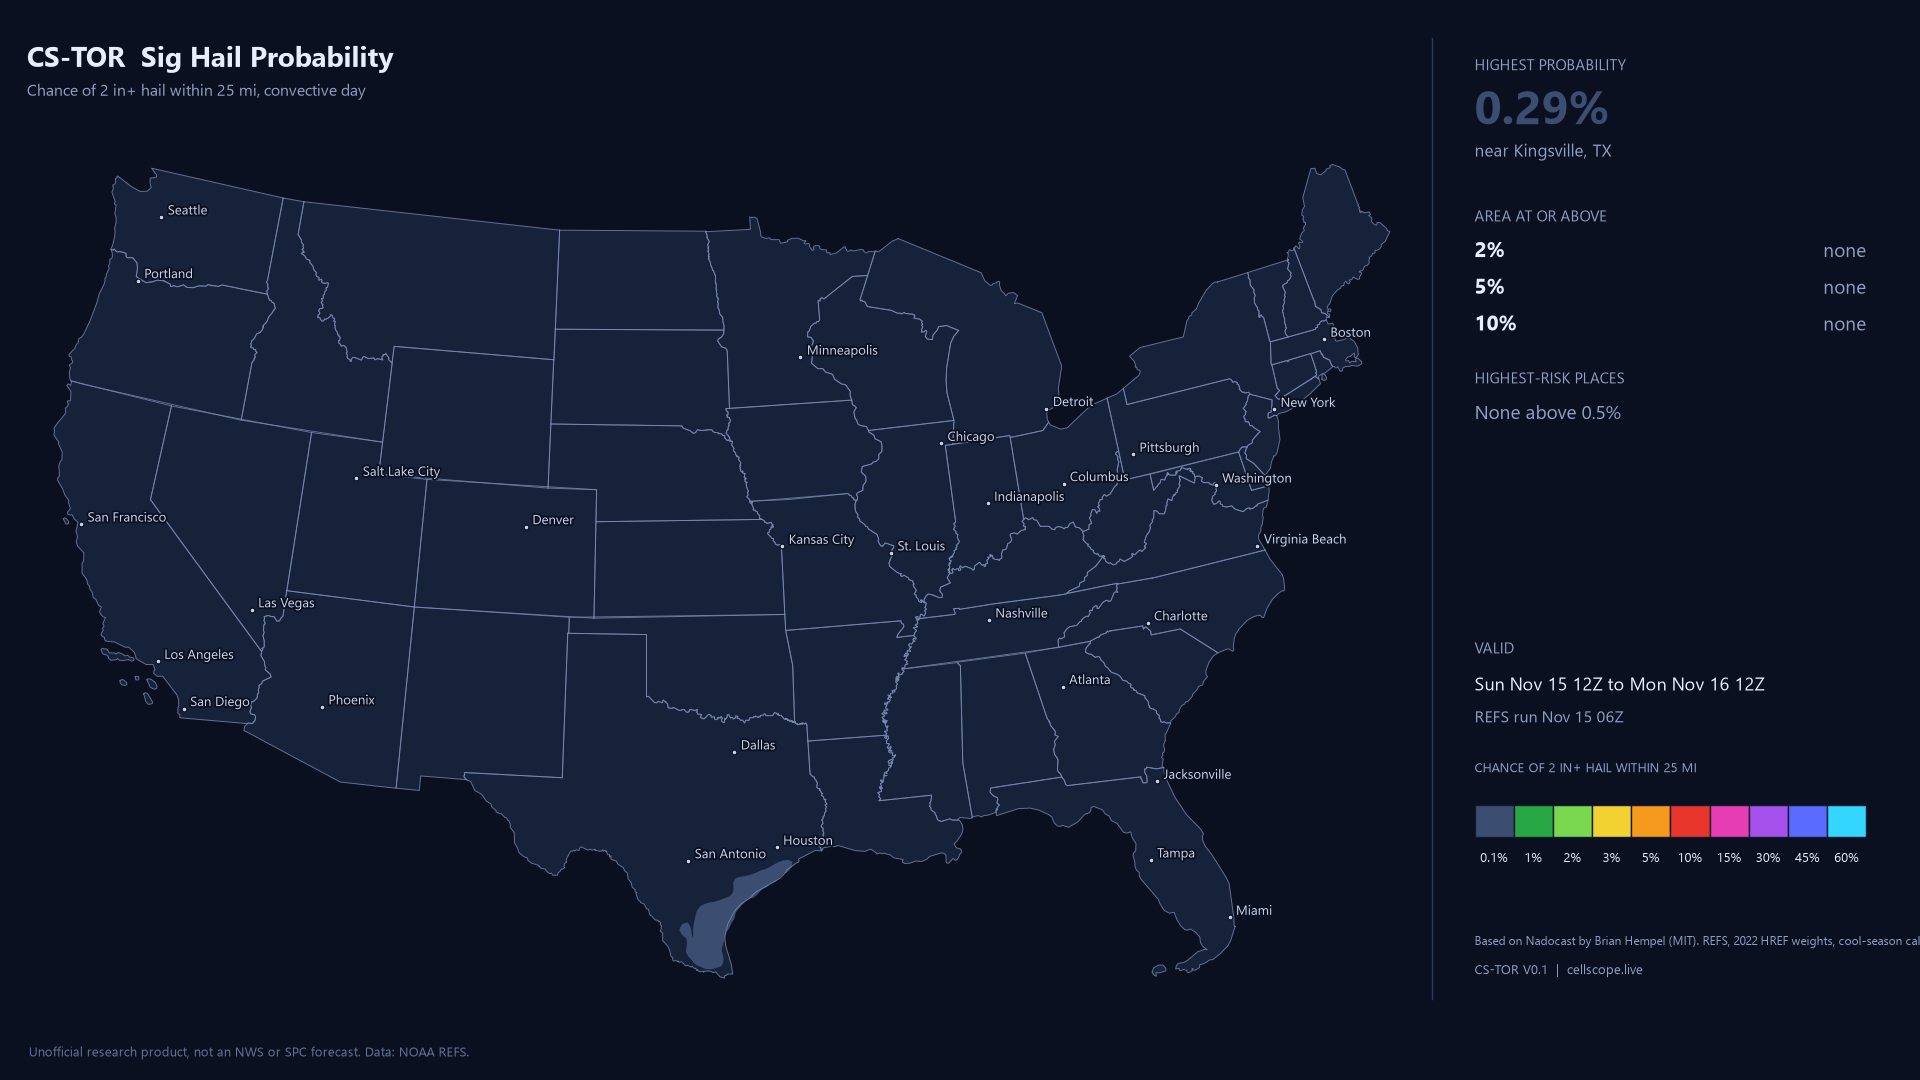 CS-TOR  Sig Hail Probability
Chance of 2 in+ hail within 25 mi, convective day
Seattle
Portland
Minneapolis
Boston
Detroit
New York
Chicago
Pittsburgh
Salt Lake City
Columbus
Washington
Indianapolis
San Francisco
Denver
Kansas City
St. Louis
Virginia Beach
Las Vegas
Nashville
Charlotte
Los Angeles
Atlanta
San Diego
Phoenix
Dallas
Jacksonville
Houston
San Antonio
Tampa
Miami
HIGHEST PROBABILITY
0.29%
near Kingsville, TX
AREA AT OR ABOVE
2% none
5% none
10% none
HIGHEST-RISK PLACES
None above 0.5%
VALID
Sun Nov 15 12Z to Mon Nov 16 12Z
REFS run Nov 15 06Z
CHANCE OF 2 IN+ HAIL WITHIN 25 MI
0.1% 1% 2% 3% 5% 10% 15% 30% 45% 60%
Based on Nadocast by Brian Hempel (MIT). REFS, 2022 HREF weights, cool-season cal
CS-TOR V0.1 | cellscope.live
Unofficial research product, not an NWS or SPC forecast. Data: NOAA REFS.